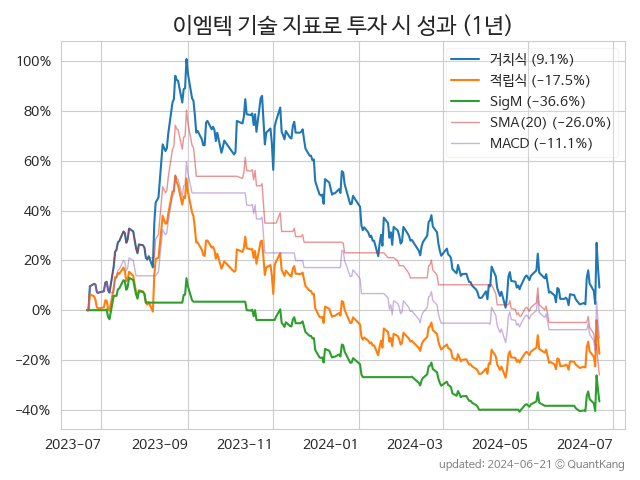 이엠텍 기술 지표로 투자 시 성과 (1년)
거치식 (9.1%)
적립식 (−17.5%)
SigM (−36.6%)
SMA(20) (−26.0%)
MACD (−11.1%)
100%
80%
60%
40%
20%
0%
−20%
−40%
2023-07
2023-09
2023-11
2024-01
2024-03
2024-05
2024-07
updated: 2024-06-21 © QuantKang